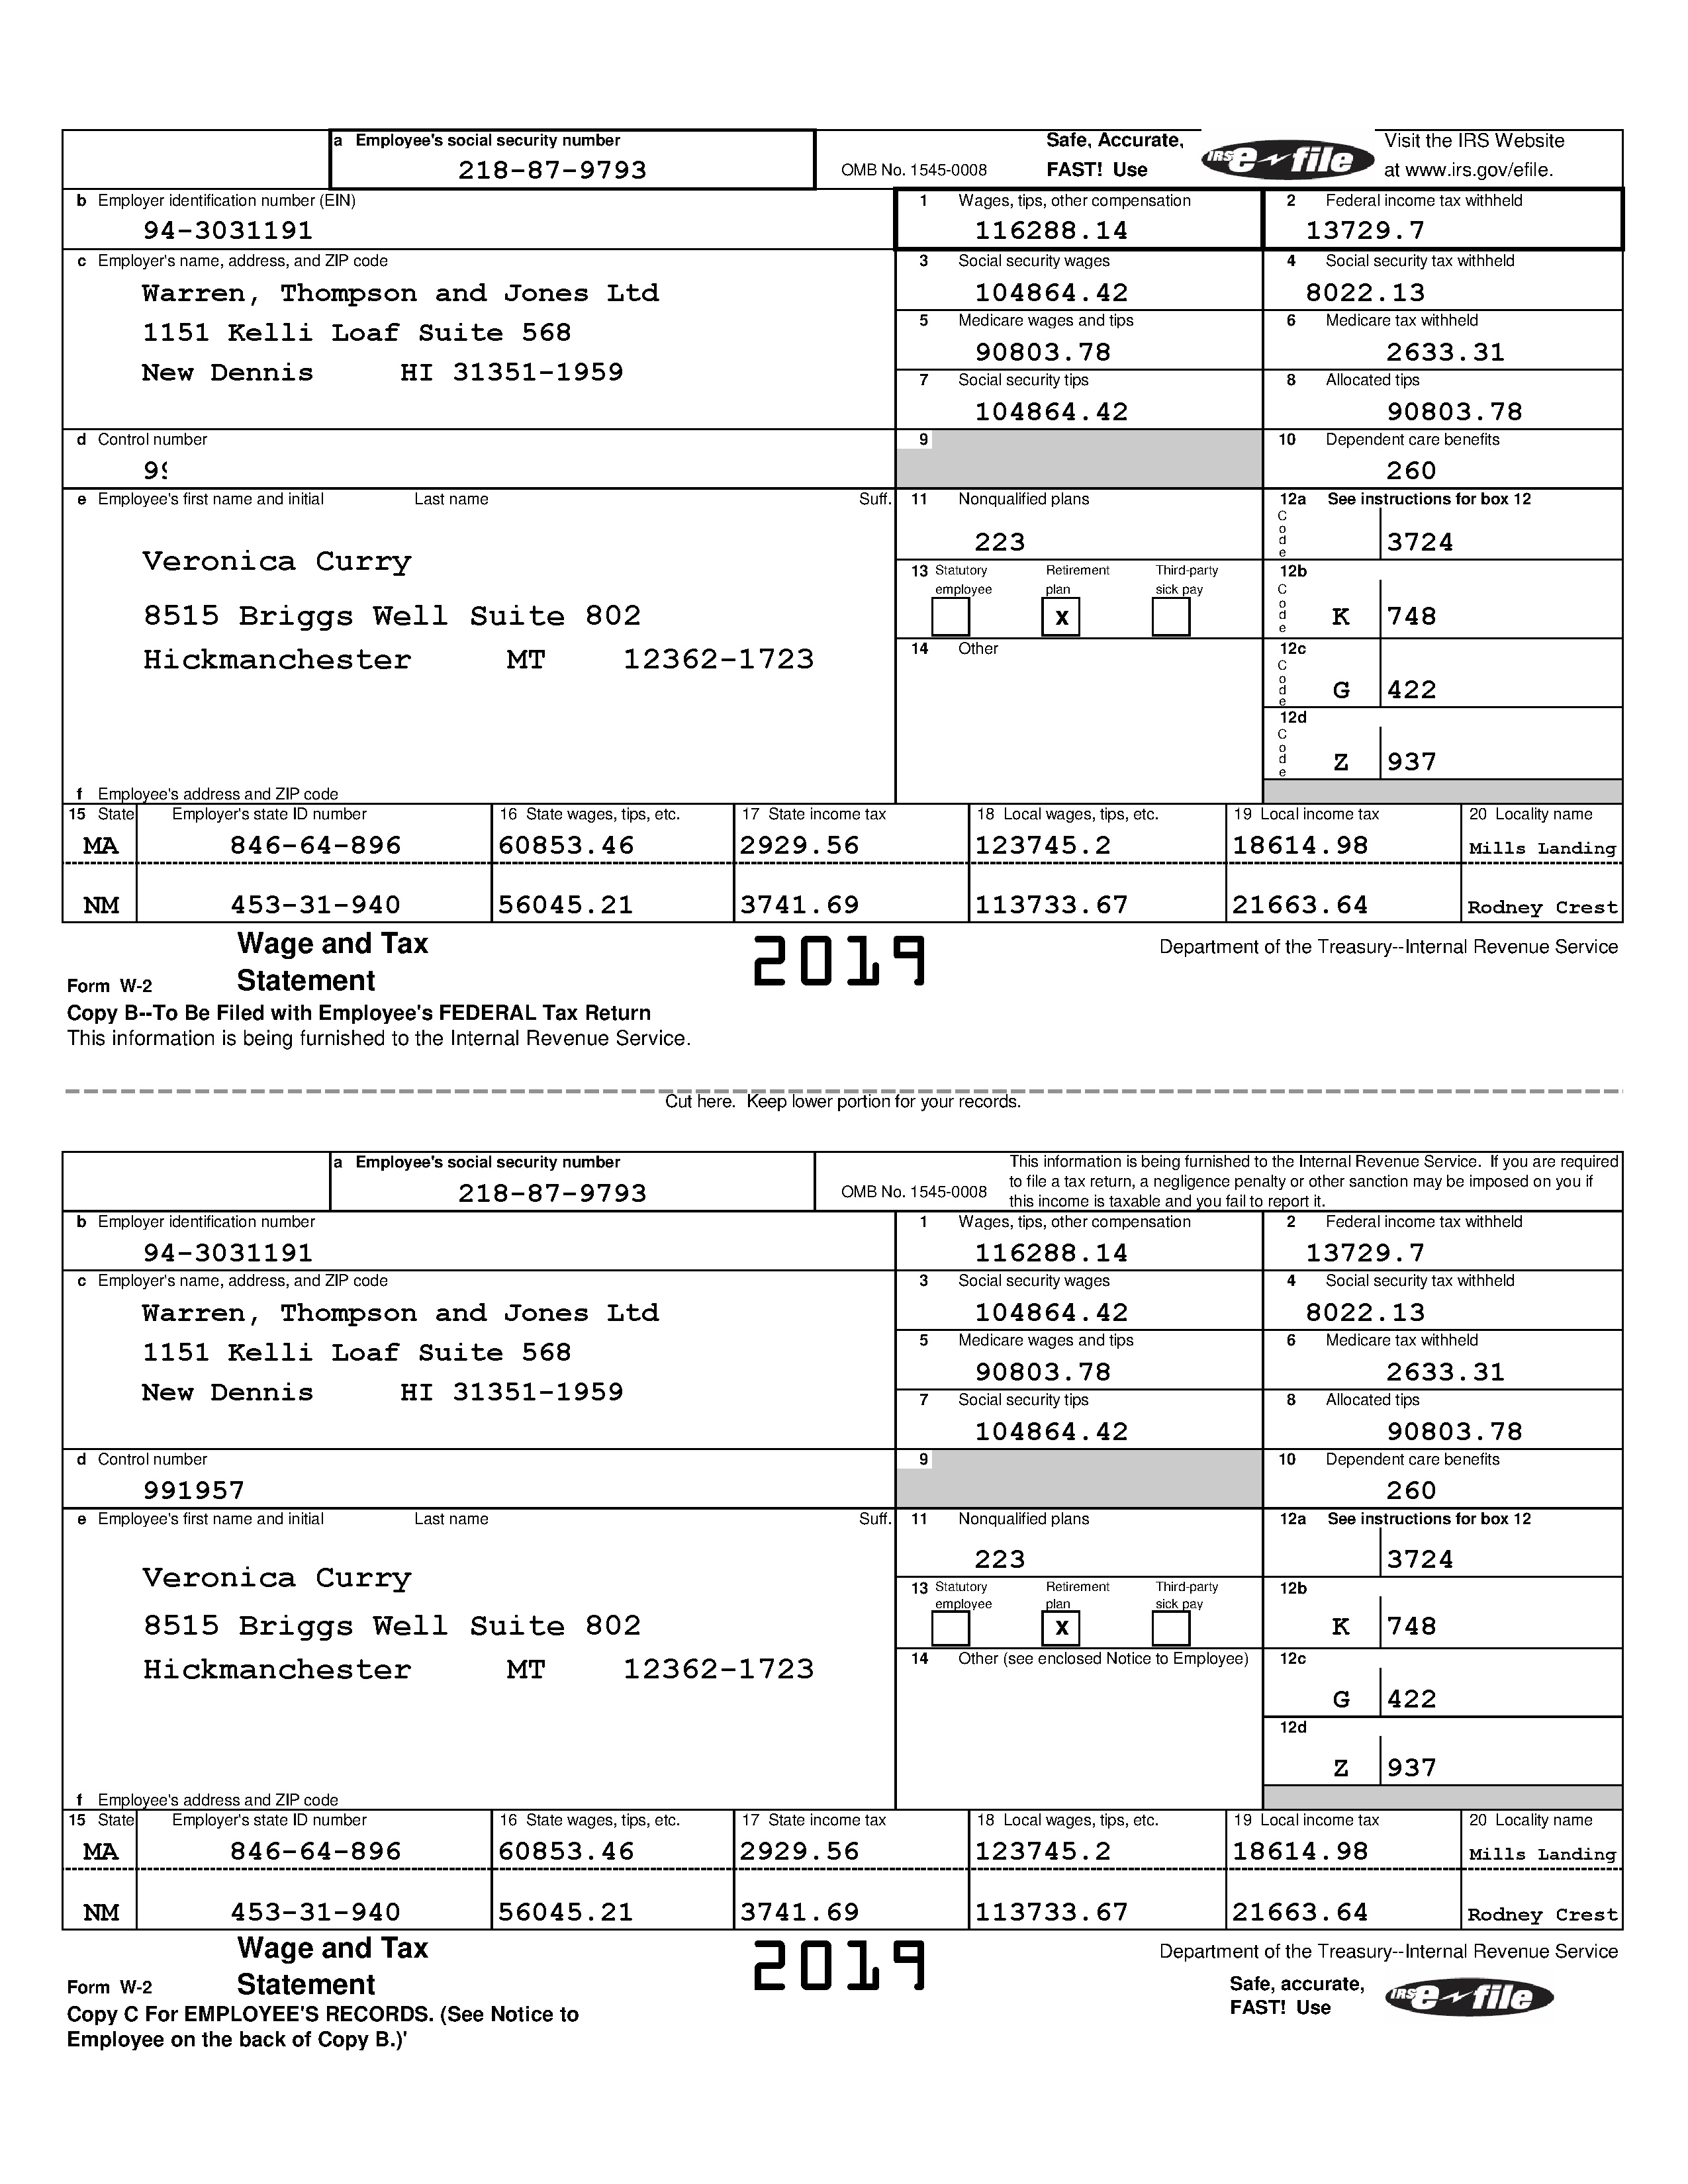 a Employee's social security number
218-87-9793
OMB No. 1545-0008
Safe, Accurate,
FAST! Use
IRS e file
Visit the IRS Website
at www.irs.gov/efile.
b Employer identification number (EIN)
94-3031191
1 Wages, tips, other compensation
116288.14
2 Federal income tax withheld
13729.7
c Employer's name, address, and ZIP code
Warren, Thompson and Jones Ltd
1151 Kelli Loaf Suite 568
New Dennis HI 31351-1959
3 Social security wages
104864.42
4 Social security tax withheld
8022.13
5 Medicare wages and tips
90803.78
6 Medicare tax withheld
2633.31
7 Social security tips
104864.42
8 Allocated tips
90803.78
d Control number
9
10 Dependent care benefits
260
e Employee's first name and initial Last name Suff.
Veronica Curry
8515 Briggs Well Suite 802
Hickmanchester MT 12362-1723
f Employee's address and ZIP code
11 Nonqualified plans
223
12a See instructions for box 12
Code
3724
13 Statutory employee
Retirement plan
X
Third-party sick pay
12b
Code
K 748
14 Other
12c
Code
G 422
12d
Code
Z 937
15 State Employer's state ID number 16 State wages, tips, etc. 17 State income tax 18 Local wages, tips, etc. 19 Local income tax 20 Locality name
MA 846-64-896 60853.46 2929.56 123745.2 18614.98 Mills Landing
NM 453-31-940 56045.21 3741.69 113733.67 21663.64 Rodney Crest
Form W-2 Wage and Tax Statement
2019
Department of the Treasury--Internal Revenue Service
Copy B--To Be Filed with Employee's FEDERAL Tax Return
This information is being furnished to the Internal Revenue Service.
Cut here. Keep lower portion for your records.
a Employee's social security number
218-87-9793
OMB No. 1545-0008
This information is being furnished to the Internal Revenue Service. If you are required
to file a tax return, a negligence penalty or other sanction may be imposed on you if
this income is taxable and you fail to report it.
b Employer identification number
94-3031191
1 Wages, tips, other compensation
116288.14
2 Federal income tax withheld
13729.7
c Employer's name, address, and ZIP code
Warren, Thompson and Jones Ltd
1151 Kelli Loaf Suite 568
New Dennis HI 31351-1959
3 Social security wages
104864.42
4 Social security tax withheld
8022.13
5 Medicare wages and tips
90803.78
6 Medicare tax withheld
2633.31
7 Social security tips
104864.42
8 Allocated tips
90803.78
d Control number
991957
9
10 Dependent care benefits
260
e Employee's first name and initial Last name Suff.
Veronica Curry
8515 Briggs Well Suite 802
Hickmanchester MT 12362-1723
f Employee's address and ZIP code
11 Nonqualified plans
223
12a See instructions for box 12
3724
13 Statutory employee
Retirement plan
X
Third-party sick pay
12b
K 748
14 Other (see enclosed Notice to Employee)
12c
G 422
12d
Z 937
15 State Employer's state ID number 16 State wages, tips, etc. 17 State income tax 18 Local wages, tips, etc. 19 Local income tax 20 Locality name
MA 846-64-896 60853.46 2929.56 123745.2 18614.98 Mills Landing
NM 453-31-940 56045.21 3741.69 113733.67 21663.64 Rodney Crest
Form W-2 Wage and Tax Statement
2019
Department of the Treasury--Internal Revenue Service
Safe, accurate,
FAST! Use
IRS e file
Copy C For EMPLOYEE'S RECORDS. (See Notice to
Employee on the back of Copy B.)'